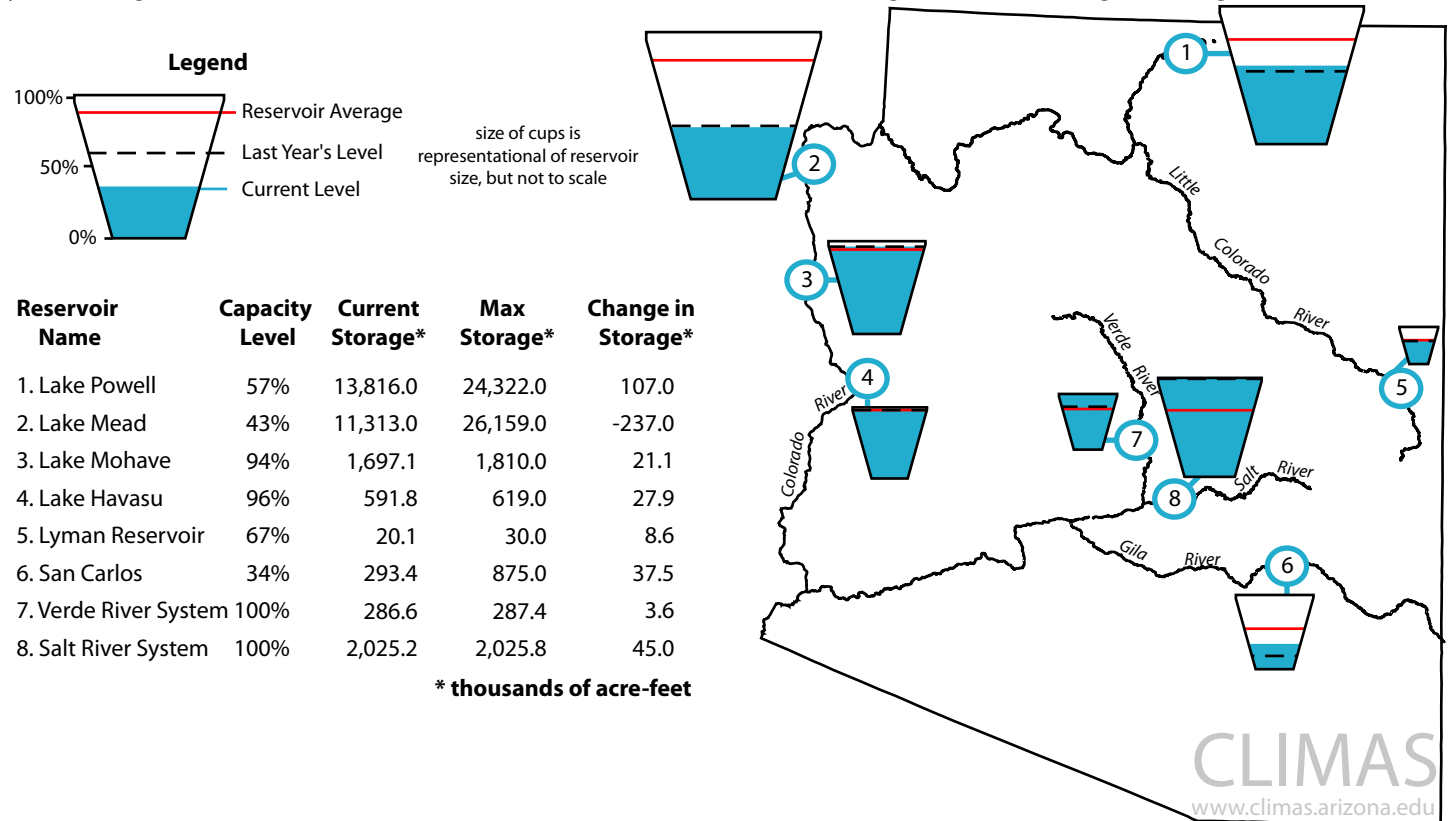 Legend
100%
Reservoir Average
Last Year's Level
50%
Current Level
0%
size of cups is
representational of reservoir
size, but not to scale
Reservoir Name Capacity Level Current Storage* Max Storage* Change in Storage*
1. Lake Powell 57% 13,816.0 24,322.0 107.0
2. Lake Mead 43% 11,313.0 26,159.0 -237.0
3. Lake Mohave 94% 1,697.1 1,810.0 21.1
4. Lake Havasu 96% 591.8 619.0 27.9
5. Lyman Reservoir 67% 20.1 30.0 8.6
6. San Carlos 34% 293.4 875.0 37.5
7. Verde River System 100% 286.6 287.4 3.6
8. Salt River System 100% 2,025.2 2,025.8 45.0
* thousands of acre-feet
1
2
3
4
5
6
7
8
Little
Colorado
River
Verde
River
River
Colorado
Salt
River
Gila
River
CLIMAS
www.climas.arizona.edu